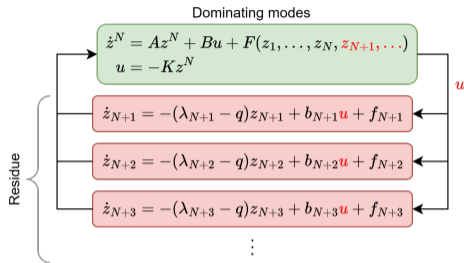 Dominating modes
ż^N = Az^N + Bu + F(z_1, . . . , z_N, z_{N+1}, . . .)
u = −Kz^N
u
Residue
ż_{N+1} = −(λ_{N+1} − q)z_{N+1} + b_{N+1}u + f_{N+1}
ż_{N+2} = −(λ_{N+2} − q)z_{N+2} + b_{N+2}u + f_{N+2}
ż_{N+3} = −(λ_{N+3} − q)z_{N+3} + b_{N+3}u + f_{N+3}
⋮